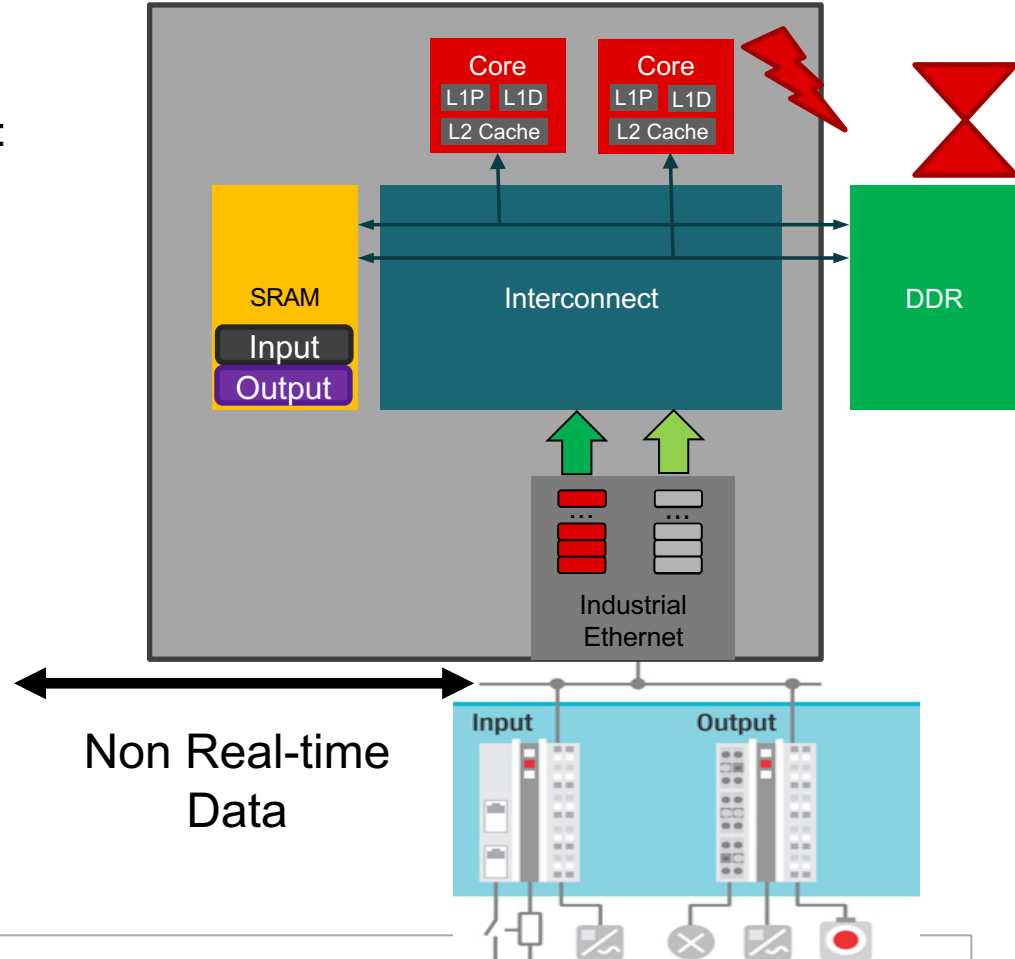 :
Core
L1P L1D
L2 Cache
Core
L1P L1D
L2 Cache
SRAM
Input
Output
Interconnect
DDR
...
...
Industrial
Ethernet
Non Real-time
Data
Input
Output